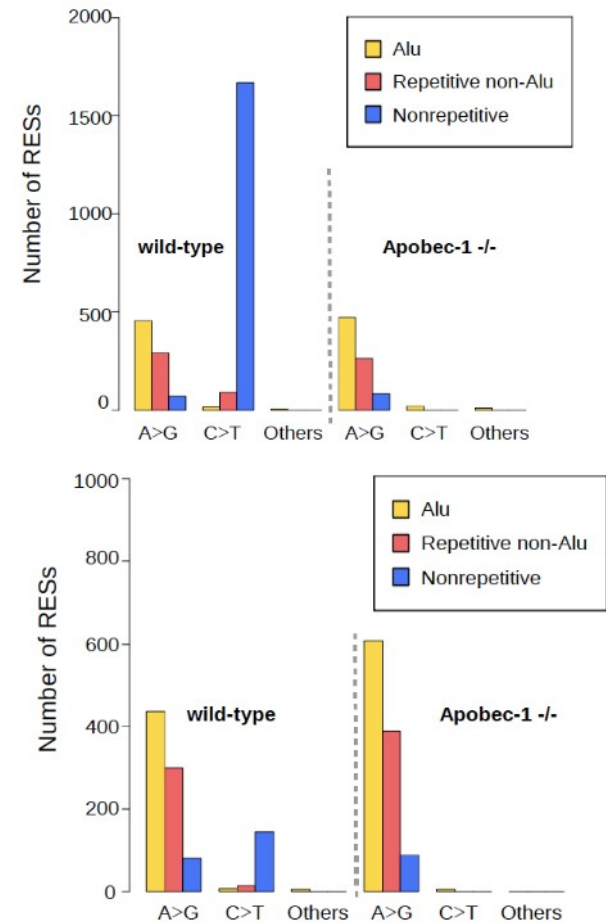 2000
1500
1000
500
0
Number of RESs
Alu
Repetitive non-Alu
Nonrepetitive
wild-type
Apobec-1 -/-
A>G C>T Others A>G C>T Others
1000
800
600
400
200
0
Number of RESs
Alu
Repetitive non-Alu
Nonrepetitive
wild-type
Apobec-1 -/-
A>G C>T Others A>G C>T Others